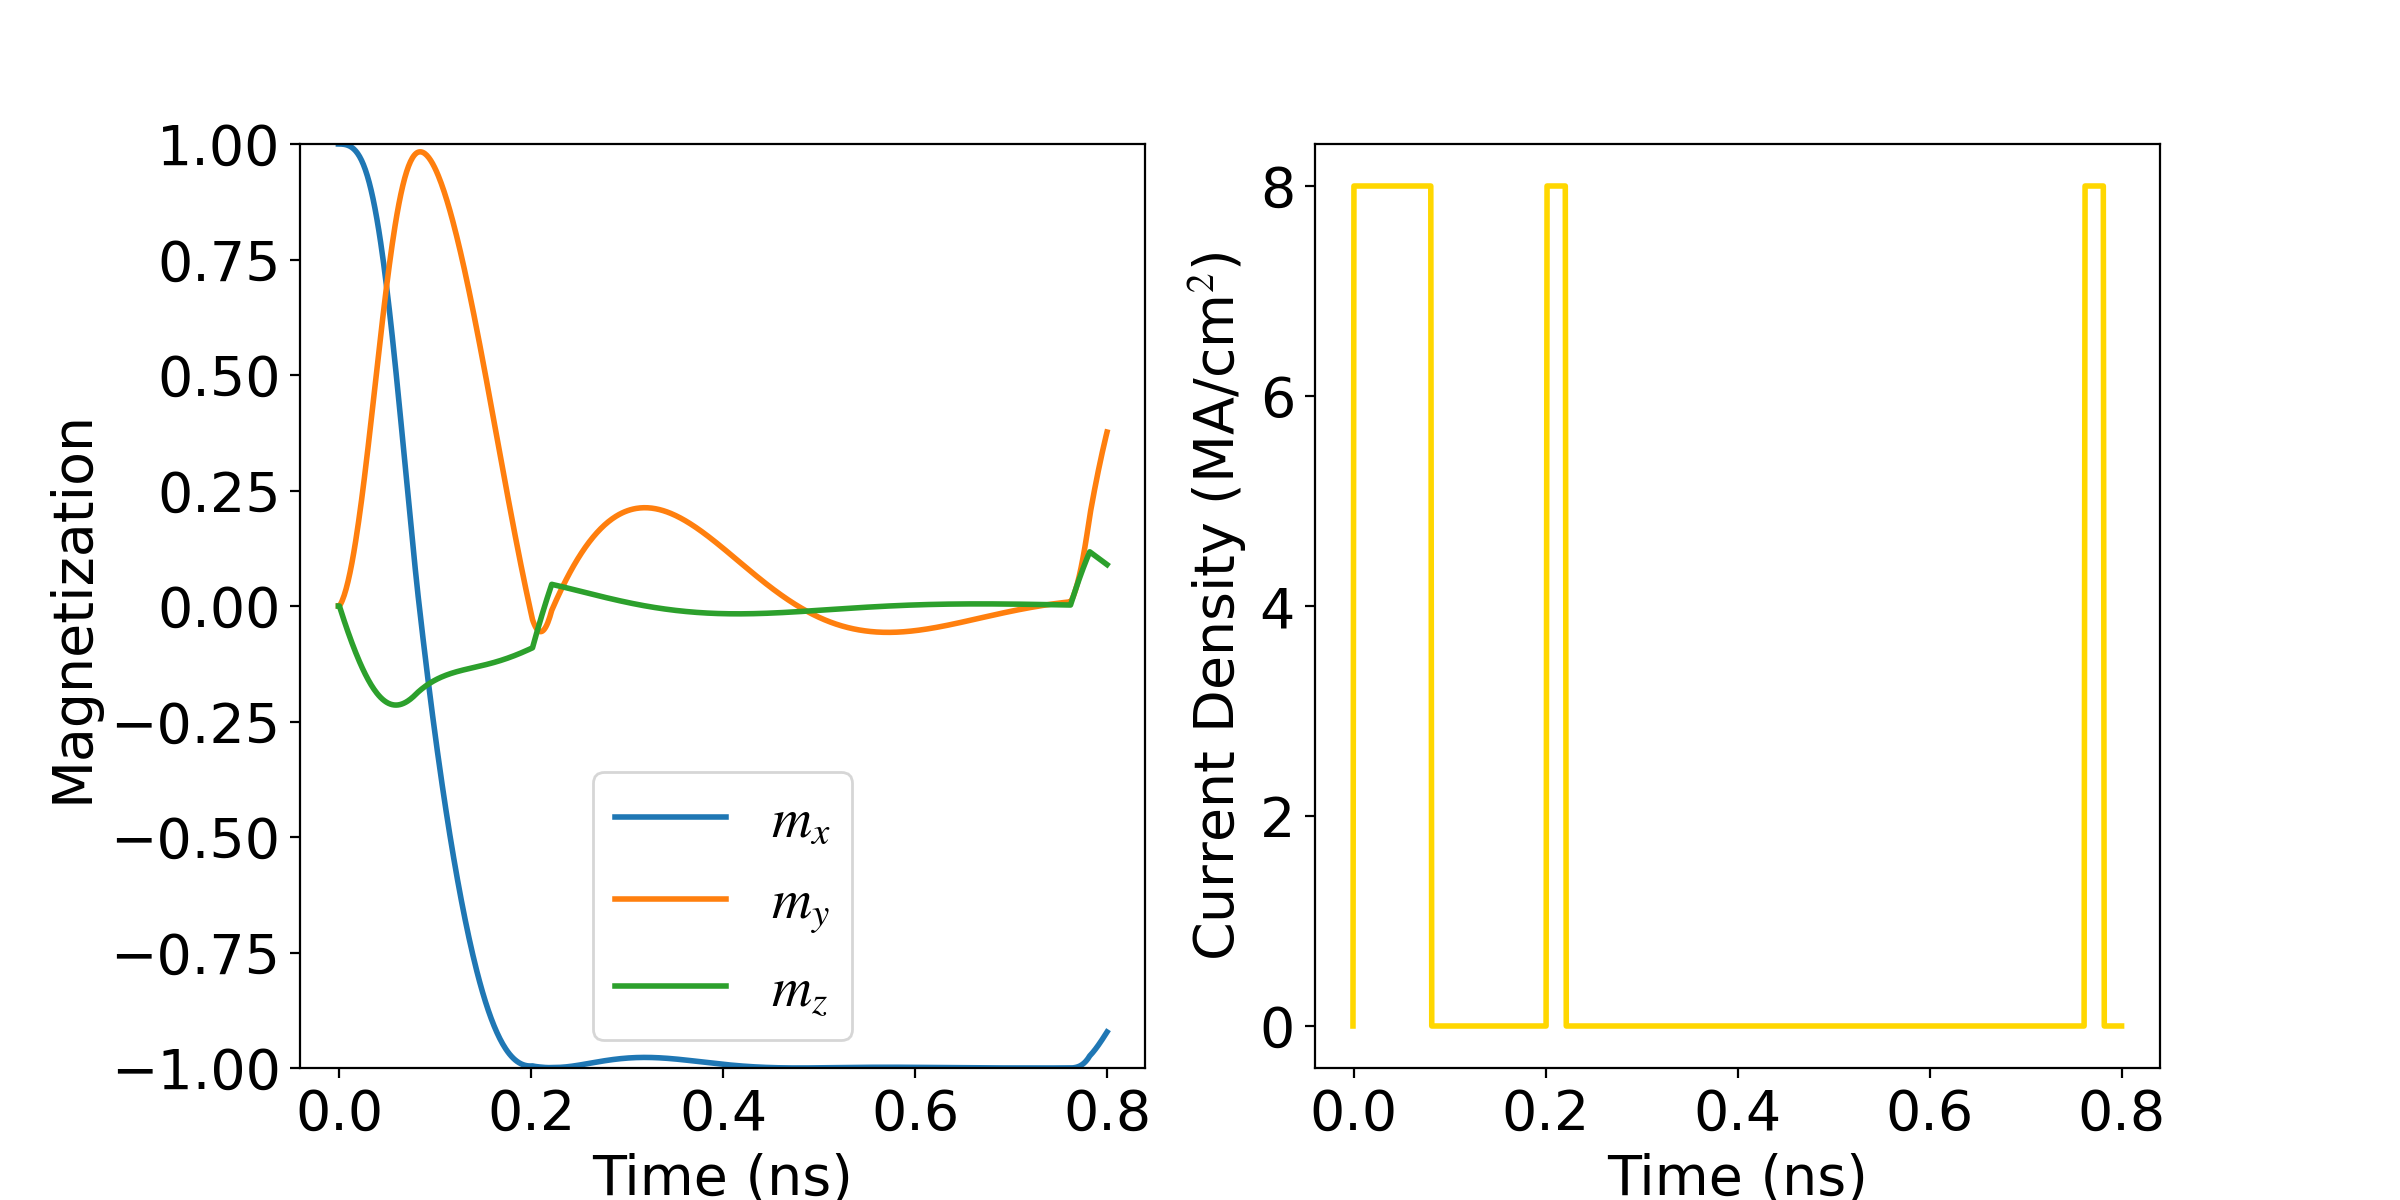 Magnetization
1.00
0.75
0.50
0.25
0.00
−0.25
−0.50
−0.75
−1.00
0.0 0.2 0.4 0.6 0.8
Time (ns)
m_x
m_y
m_z
Current Density (MA/cm²)
8
6
4
2
0
0.0 0.2 0.4 0.6 0.8
Time (ns)